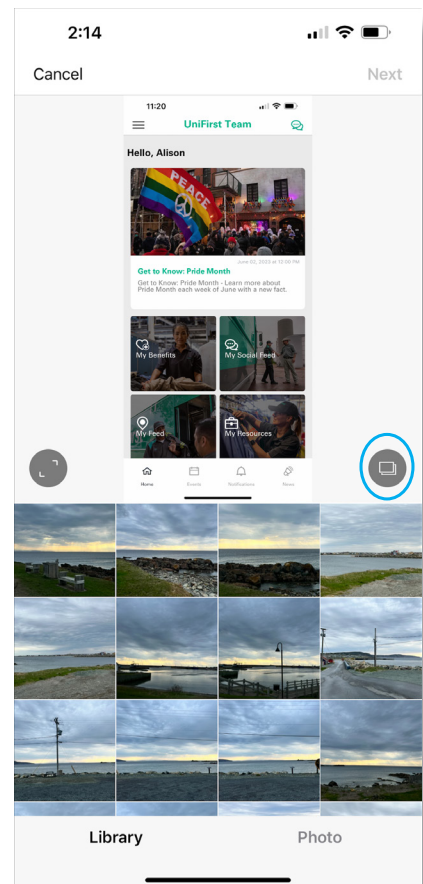 2:14
Cancel
Next
11:20
UniFirst Team
Hello, Alison
PEACE
June 02, 2023 at 12:00 PM
Get to Know: Pride Month
Get to Know: Pride Month - Learn more about
Pride Month each week of June with a new fact.
My Benefits
My Social Feed
My Feed
My Resources
Home
Events
Notifications
News
Library
Photo